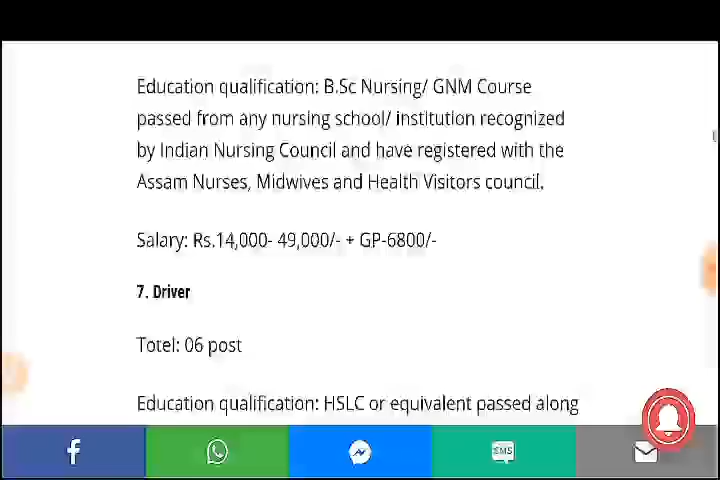 Education qualification: B.Sc Nursing/ GNM Course
passed from any nursing school/ institution recognized
by Indian Nursing Council and have registered with the
Assam Nurses, Midwives and Health Visitors council.
Salary: Rs.14,000- 49,000/- + GP-6800/-
7. Driver
Totel: 06 post
Education qualification: HSLC or equivalent passed along
SMS